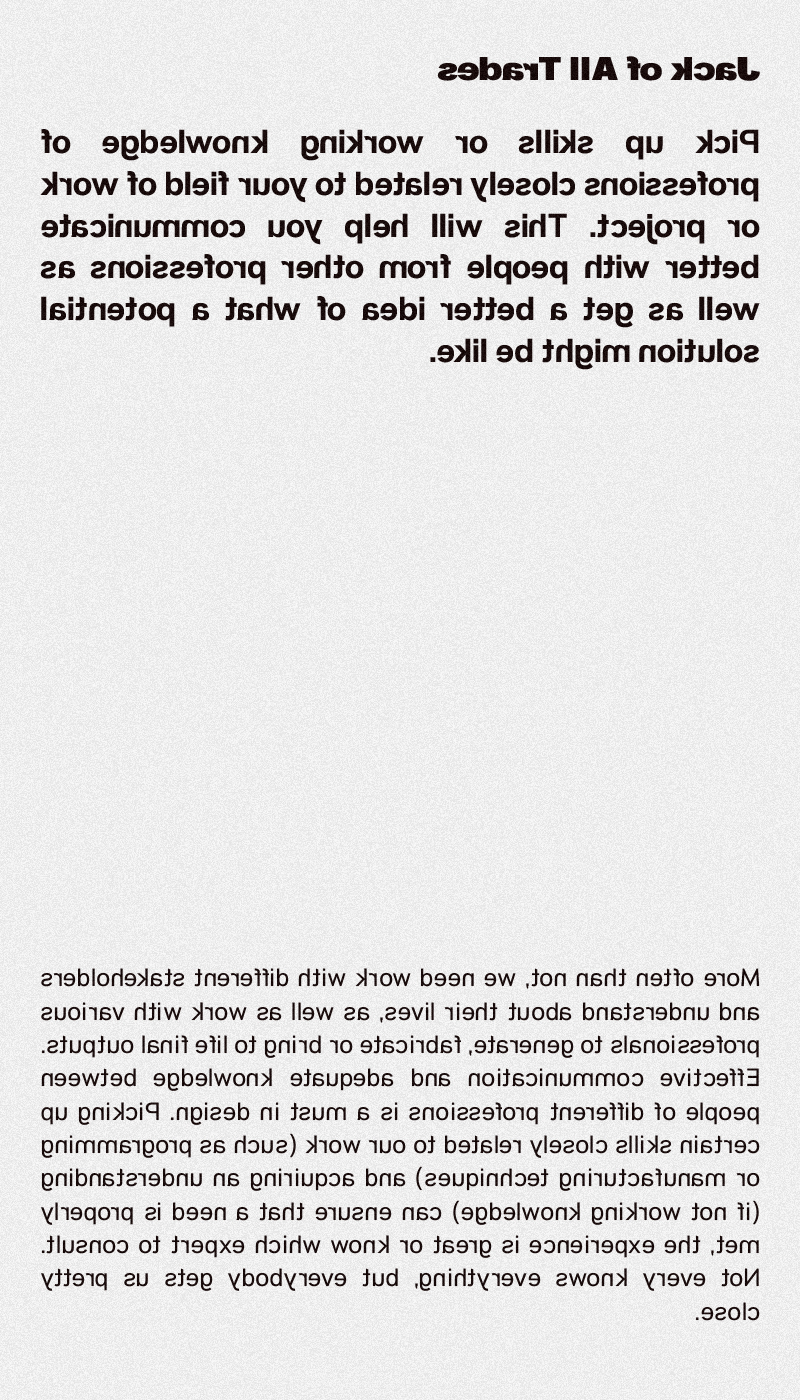 Jack of All Trades
Pick up skills or working knowledge of
professions closely related to your field of work
or project. This will help you communicate
better with people from other professions as
well as get a better idea of what a potential
solution might be like.
More often than not, we need work with different stakeholders
and understand about their lives, as well as work with various
professionals to generate, fabricate or bring to life final outputs.
Effective communication and adequate knowledge between
people of different professions is a must in design. Picking up
certain skills closely related to our work (such as programming
or manufacturing techniques) and acquiring an understanding
(if not working knowledge) can ensure that a need is properly
met, the experience is great or know which expert to consult.
Not every knows everything, but everybody gets us pretty
close.